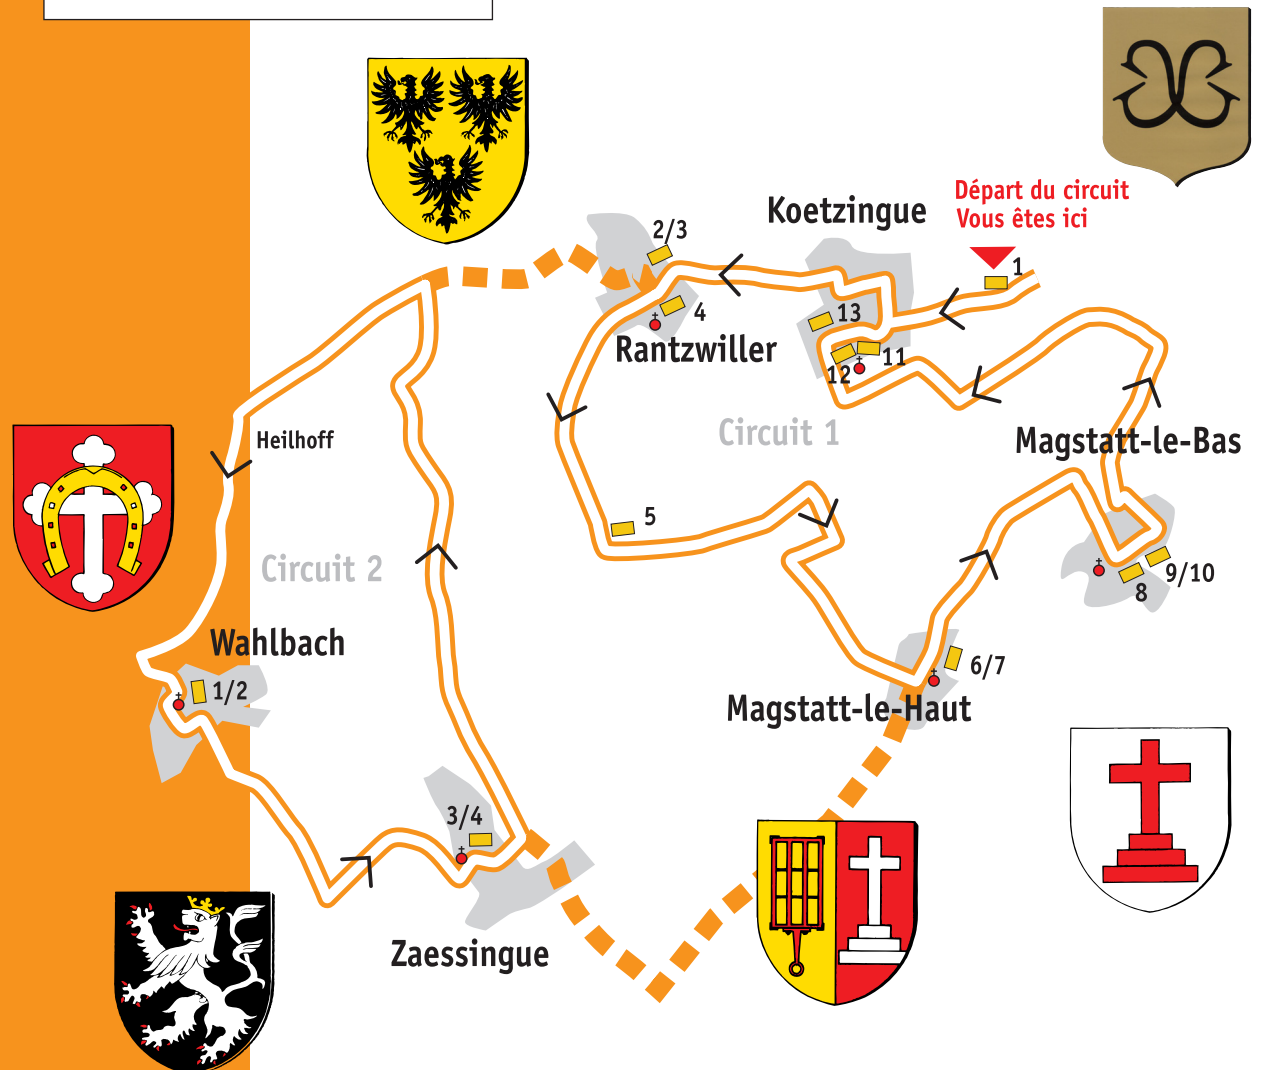 Départ du circuit
Vous êtes ici
Koetzingue
2/3
1
4
13
Rantzwiller
11
12
Circuit 1
Heilhoff
Magstatt-le-Bas
5
Circuit 2
9/10
8
Wahlbach
6/7
1/2
Magstatt-le-Haut
3/4
Zaessingue